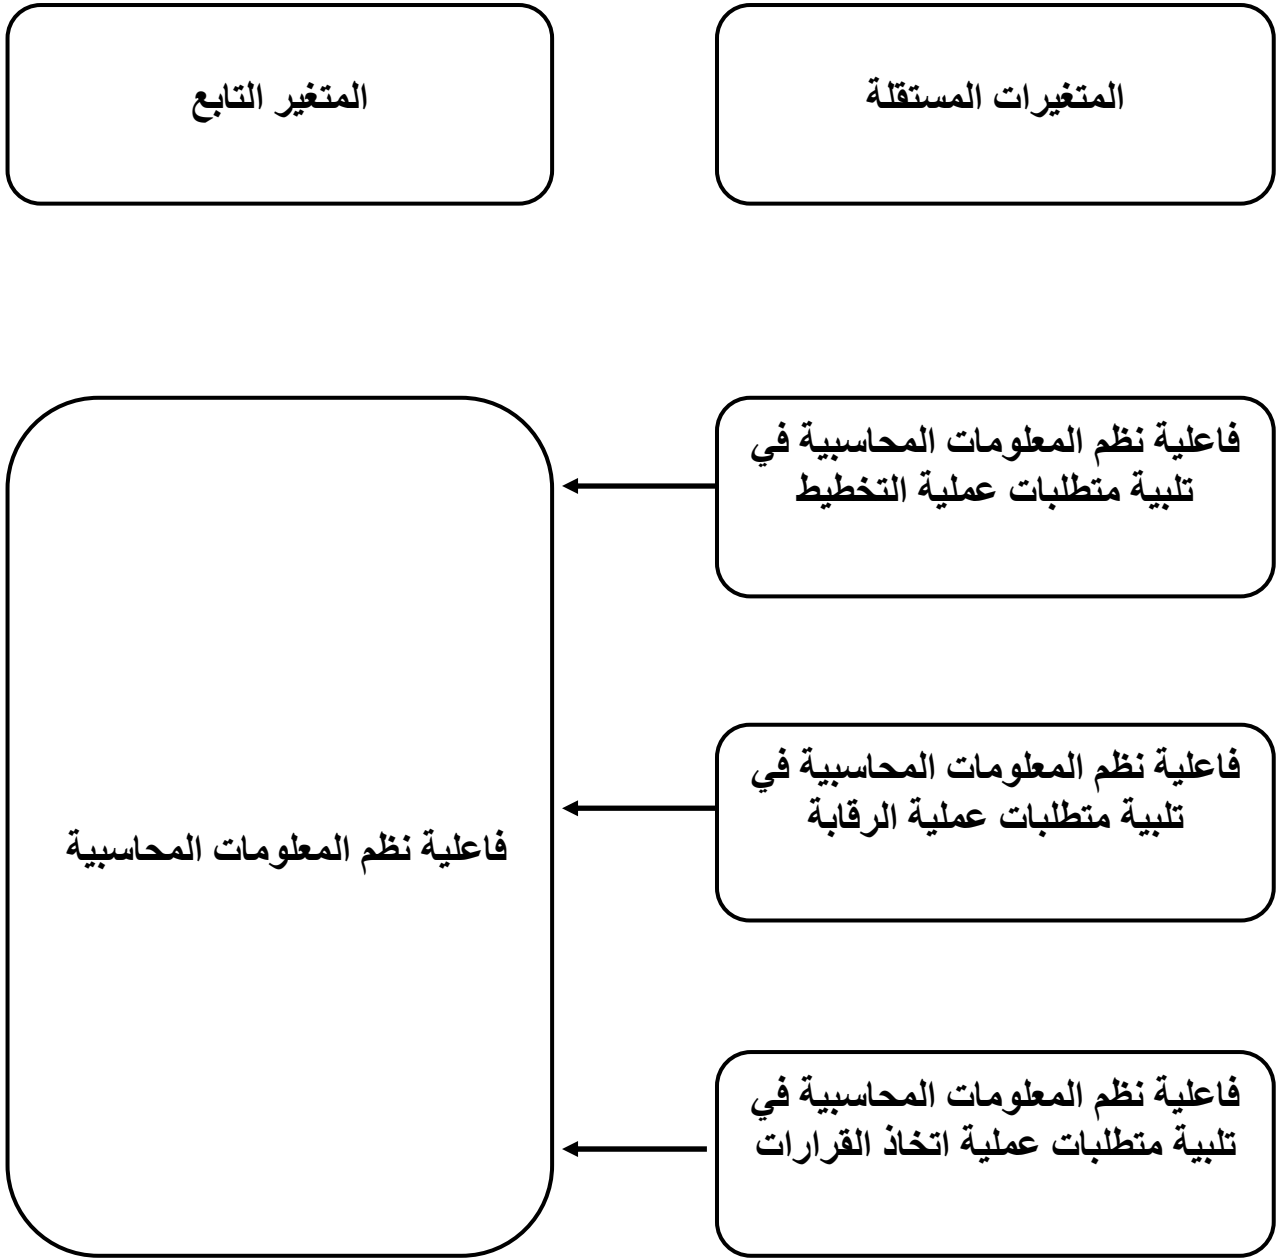 المتغيرات المستقلة
المتغير التابع
فاعلية نظم المعلومات المحاسبية في
تلبية متطلبات عملية التخطيط
فاعلية نظم المعلومات المحاسبية في
تلبية متطلبات عملية الرقابة
فاعلية نظم المعلومات المحاسبية في
تلبية متطلبات عملية اتخاذ القرارات
فاعلية نظم المعلومات المحاسبية